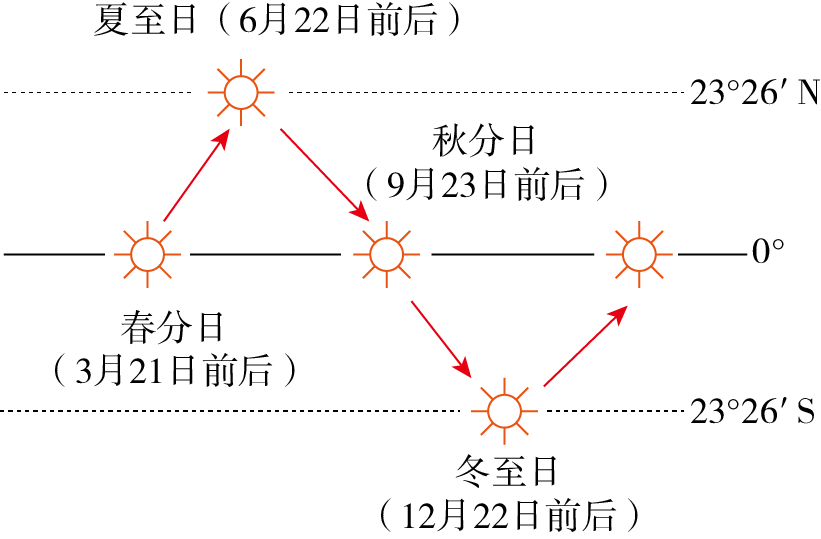 夏至日（6月22日前后）
23°26′ N
秋分日
（9月23日前后）
0°
春分日
（3月21日前后）
23°26′ S
冬至日
（12月22日前后）